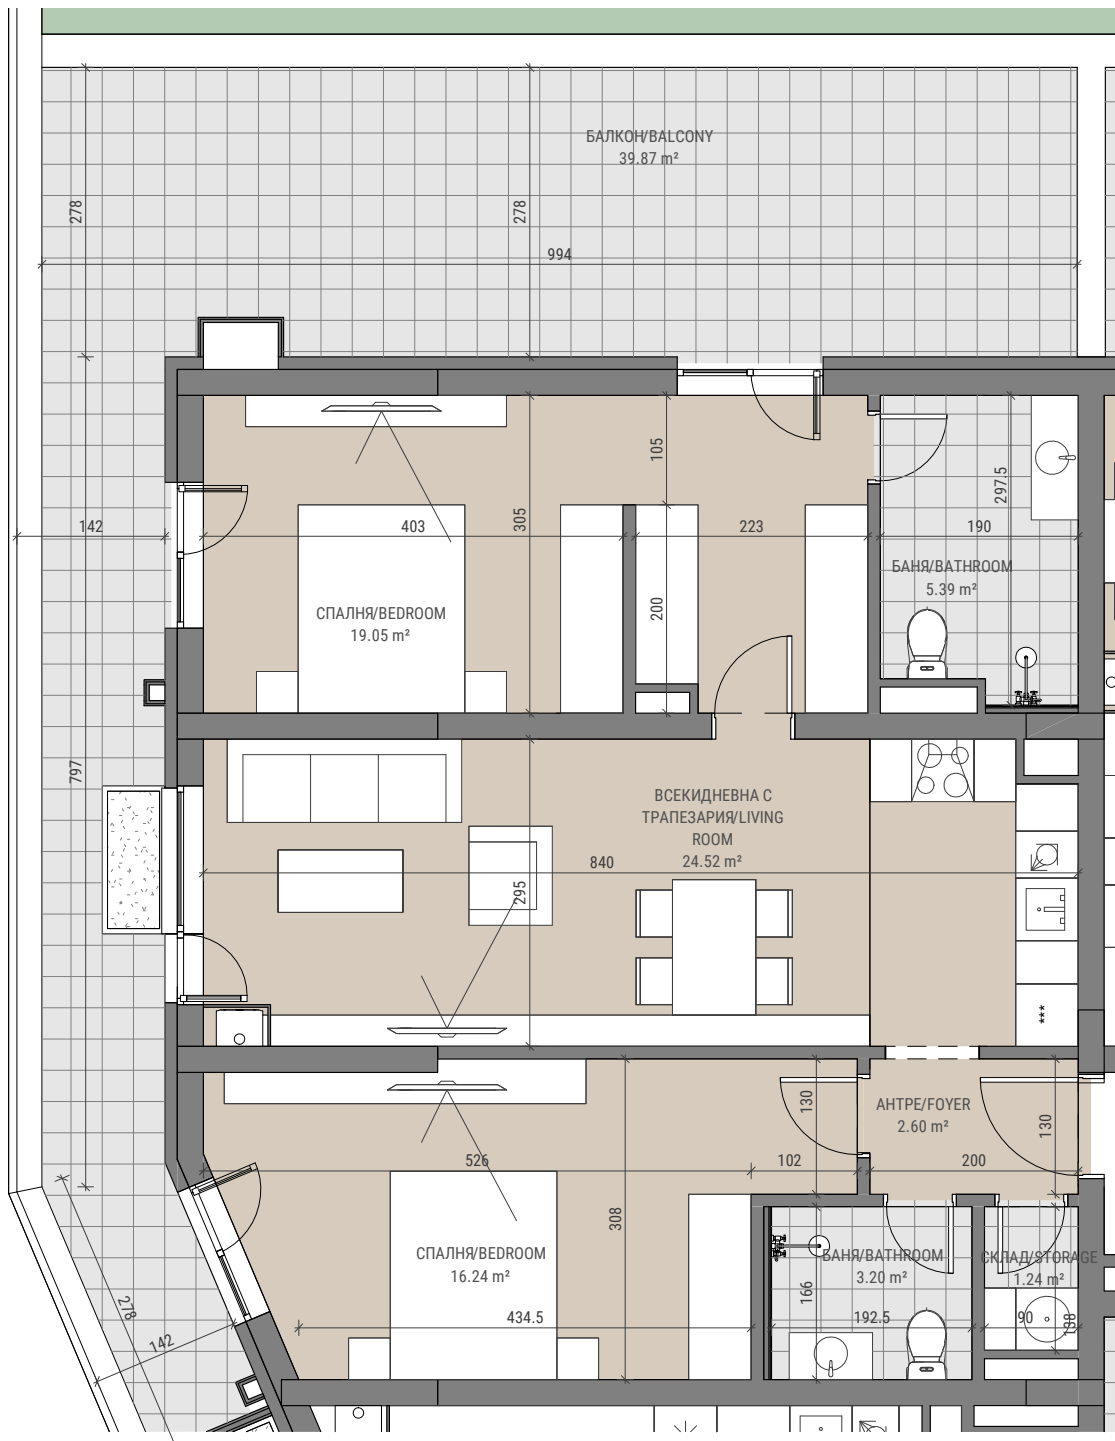 БАЛКОН/BALCONY
39.87 m²
278
278
994
105
297.5
142
403
305
223
190
БАНЯ/BATHROOM
5.39 m²
СПАЛНЯ/BEDROOM
19.05 m²
200
797
ВСЕКИДНЕВНА С
ТРАПЕЗАРИЯ/LIVING
ROOM
24.52 m²
840
295
***
130
АНТРЕ/FOYER
2.60 m²
130
526
102
200
308
СПАЛНЯ/BEDROOM
16.24 m²
БАНЯ/BATHROOM
3.20 m²
СКЛАД/STORAGE
1.24 m²
166
278
142
434.5
192.5
90
138